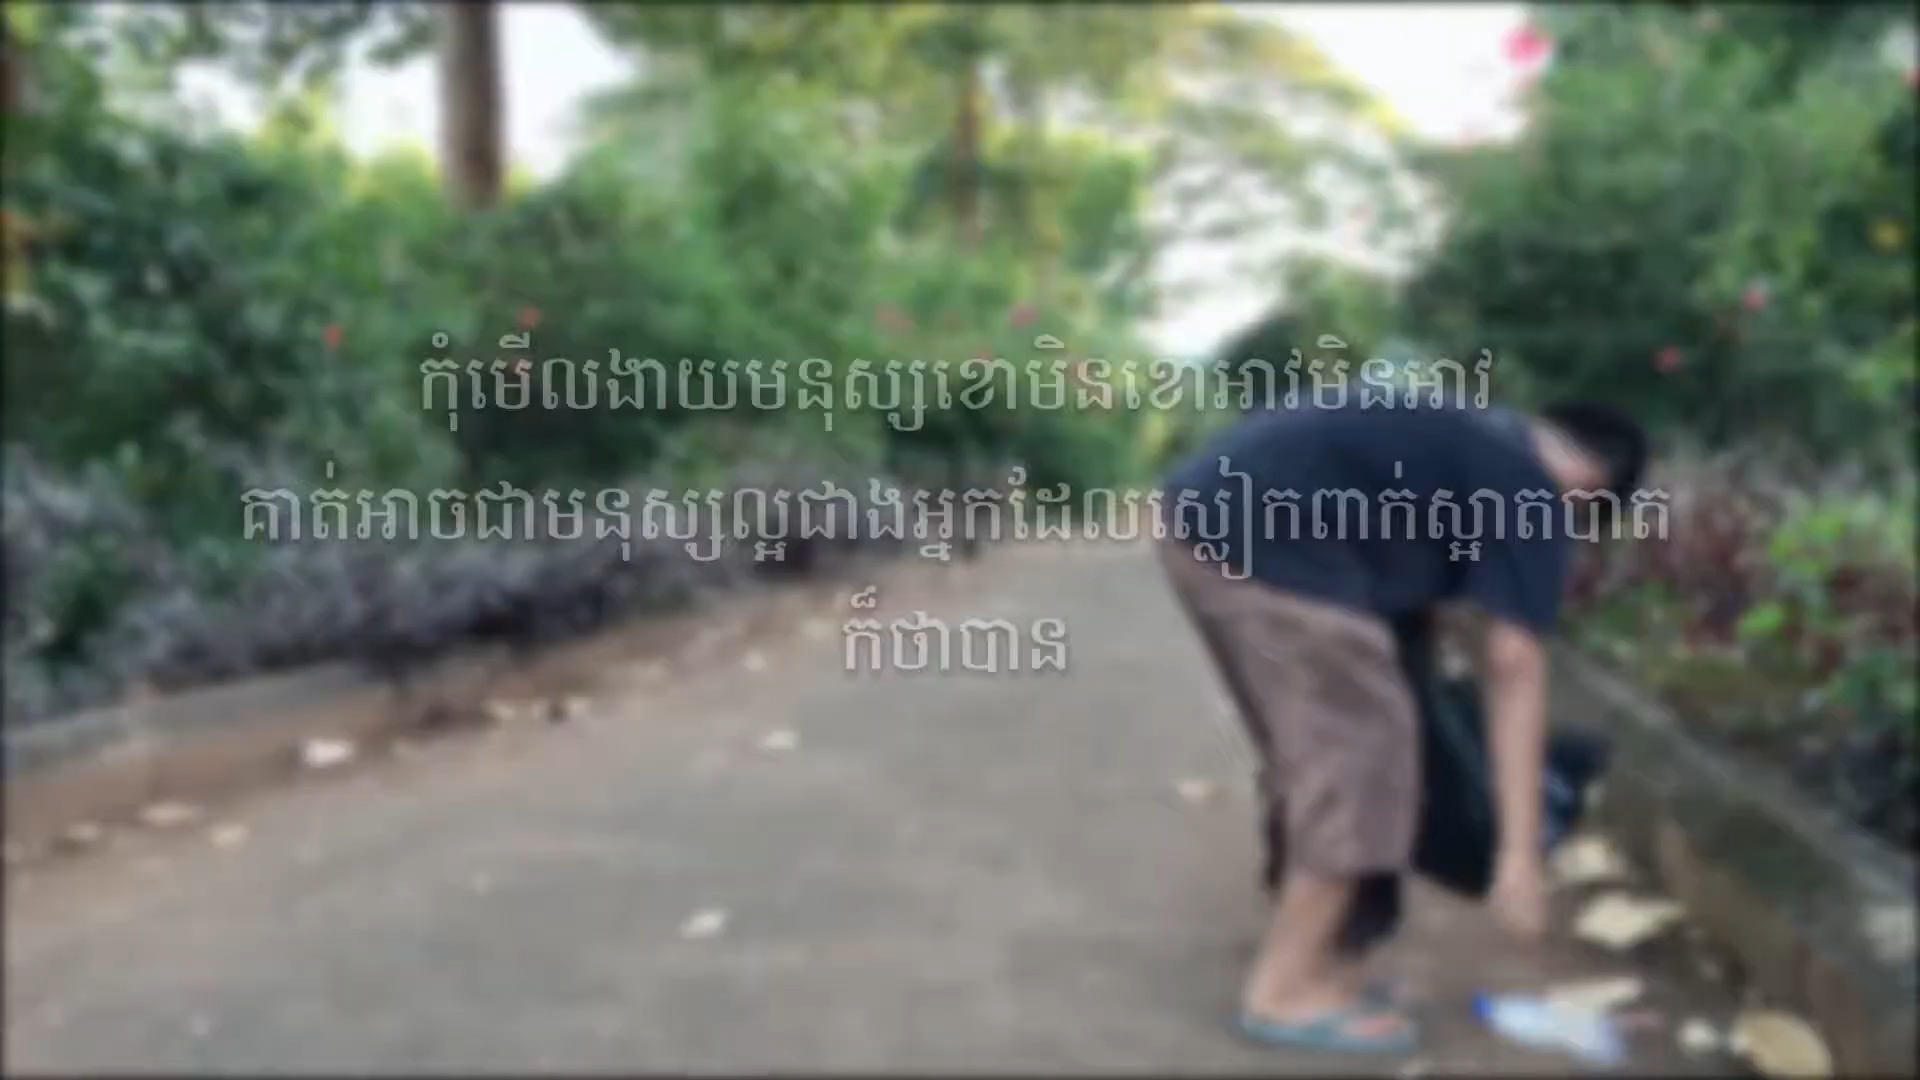 កុំមើលងាយមនុស្សខោមិនខោអាវមិនអាវ
គាត់អាចជាមនុស្សល្អជាងអ្នកដែលស្លៀកពាក់ស្អាតបាត
ក៏ថាបាន